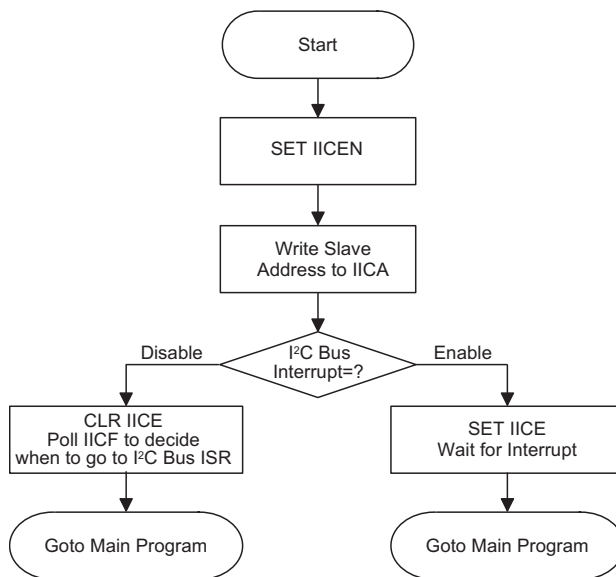 Start
SET IICEN
Write Slave
Address to IICA
I²C Bus
Interrupt=?
Disable
Enable
CLR IICE
Poll IICF to decide
when to go to I²C Bus ISR
SET IICE
Wait for Interrupt
Goto Main Program
Goto Main Program